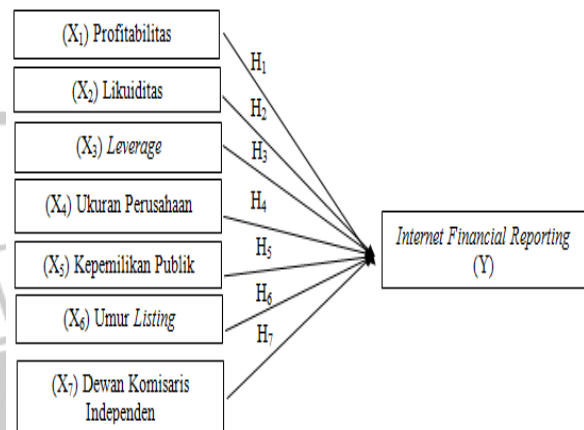 (X₁) Profitabilitas
H₁
(X₂) Likuiditas
H₂
(X₃) Leverage
H₃
(X₄) Ukuran Perusahaan
H₄
Internet Financial Reporting
(Y)
(X₅) Kepemilikan Publik
H₅
(X₆) Umur Listing
H₆
(X₇) Dewan Komisaris
Independen
H₇